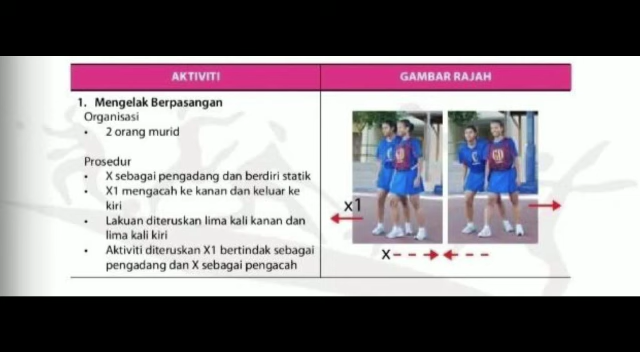 AKTIVITI
GAMBAR RAJAH
1. Mengelak Berpasangan
Organisasi
• 2 orang murid
Prosedur
• X sebagai pengadang dan berdiri statik
• X1 mengacah ke kanan dan keluar ke
kiri
• Lakuan diteruskan lima kali kanan dan
lima kali kiri
• Aktiviti diteruskan X1 bertindak sebagai
pengadang dan X sebagai pengacah
x1
X
C
GD